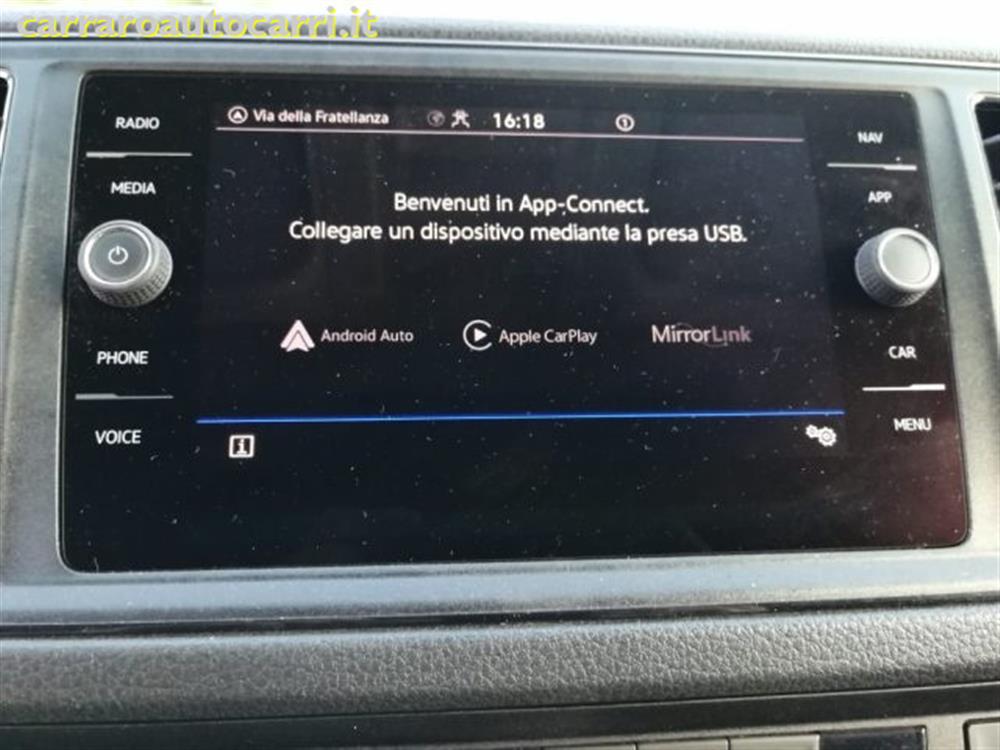 carraroautocarri.it
RADIO
Via della Fratellanza
16:18
1
NAV
MEDIA
APP
Benvenuti in App-Connect.
Collegare un dispositivo mediante la presa USB.
Android Auto
Apple CarPlay
MirrorLink
PHONE
CAR
VOICE
i
MENU